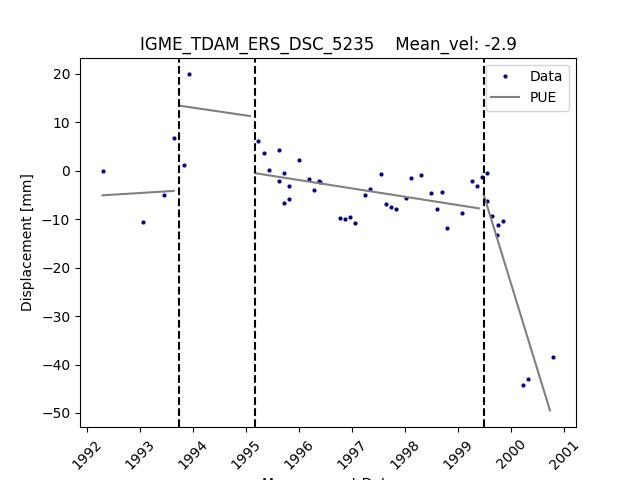 IGME_TDAM_ERS_DSC_5235    Mean_vel: -2.9
Data
PUE
Displacement [mm]
20
10
0
−10
−20
−30
−40
−50
1992 1993 1994 1995 1996 1997 1998 1999 2000 2001